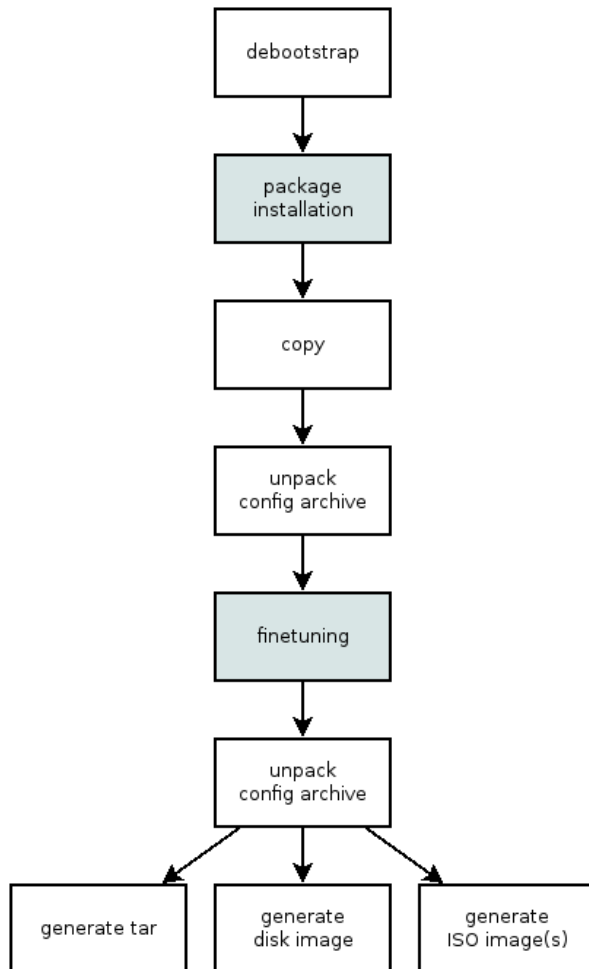 debootstrap
package
installation
copy
unpack
config archive
finetuning
unpack
config archive
generate tar
generate
disk image
generate
ISO image(s)